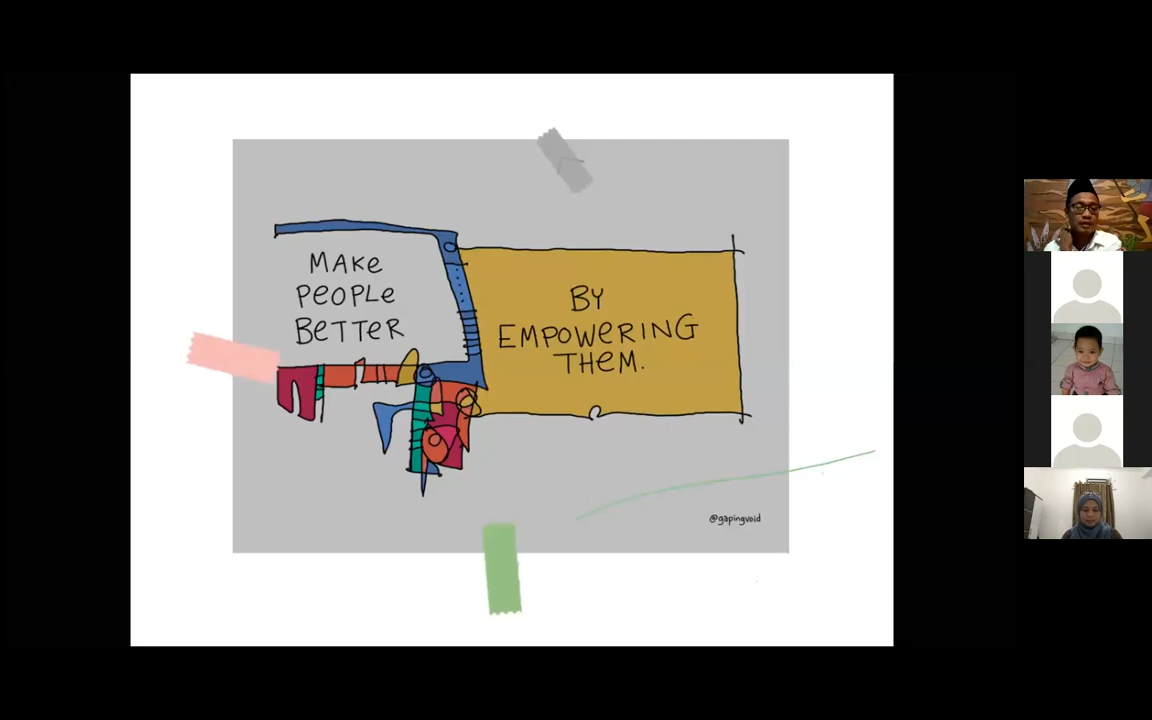 MAKe
PEOPLe
BeTTeR
BY
EMPOWeRING
THeM.
@gapingvoid